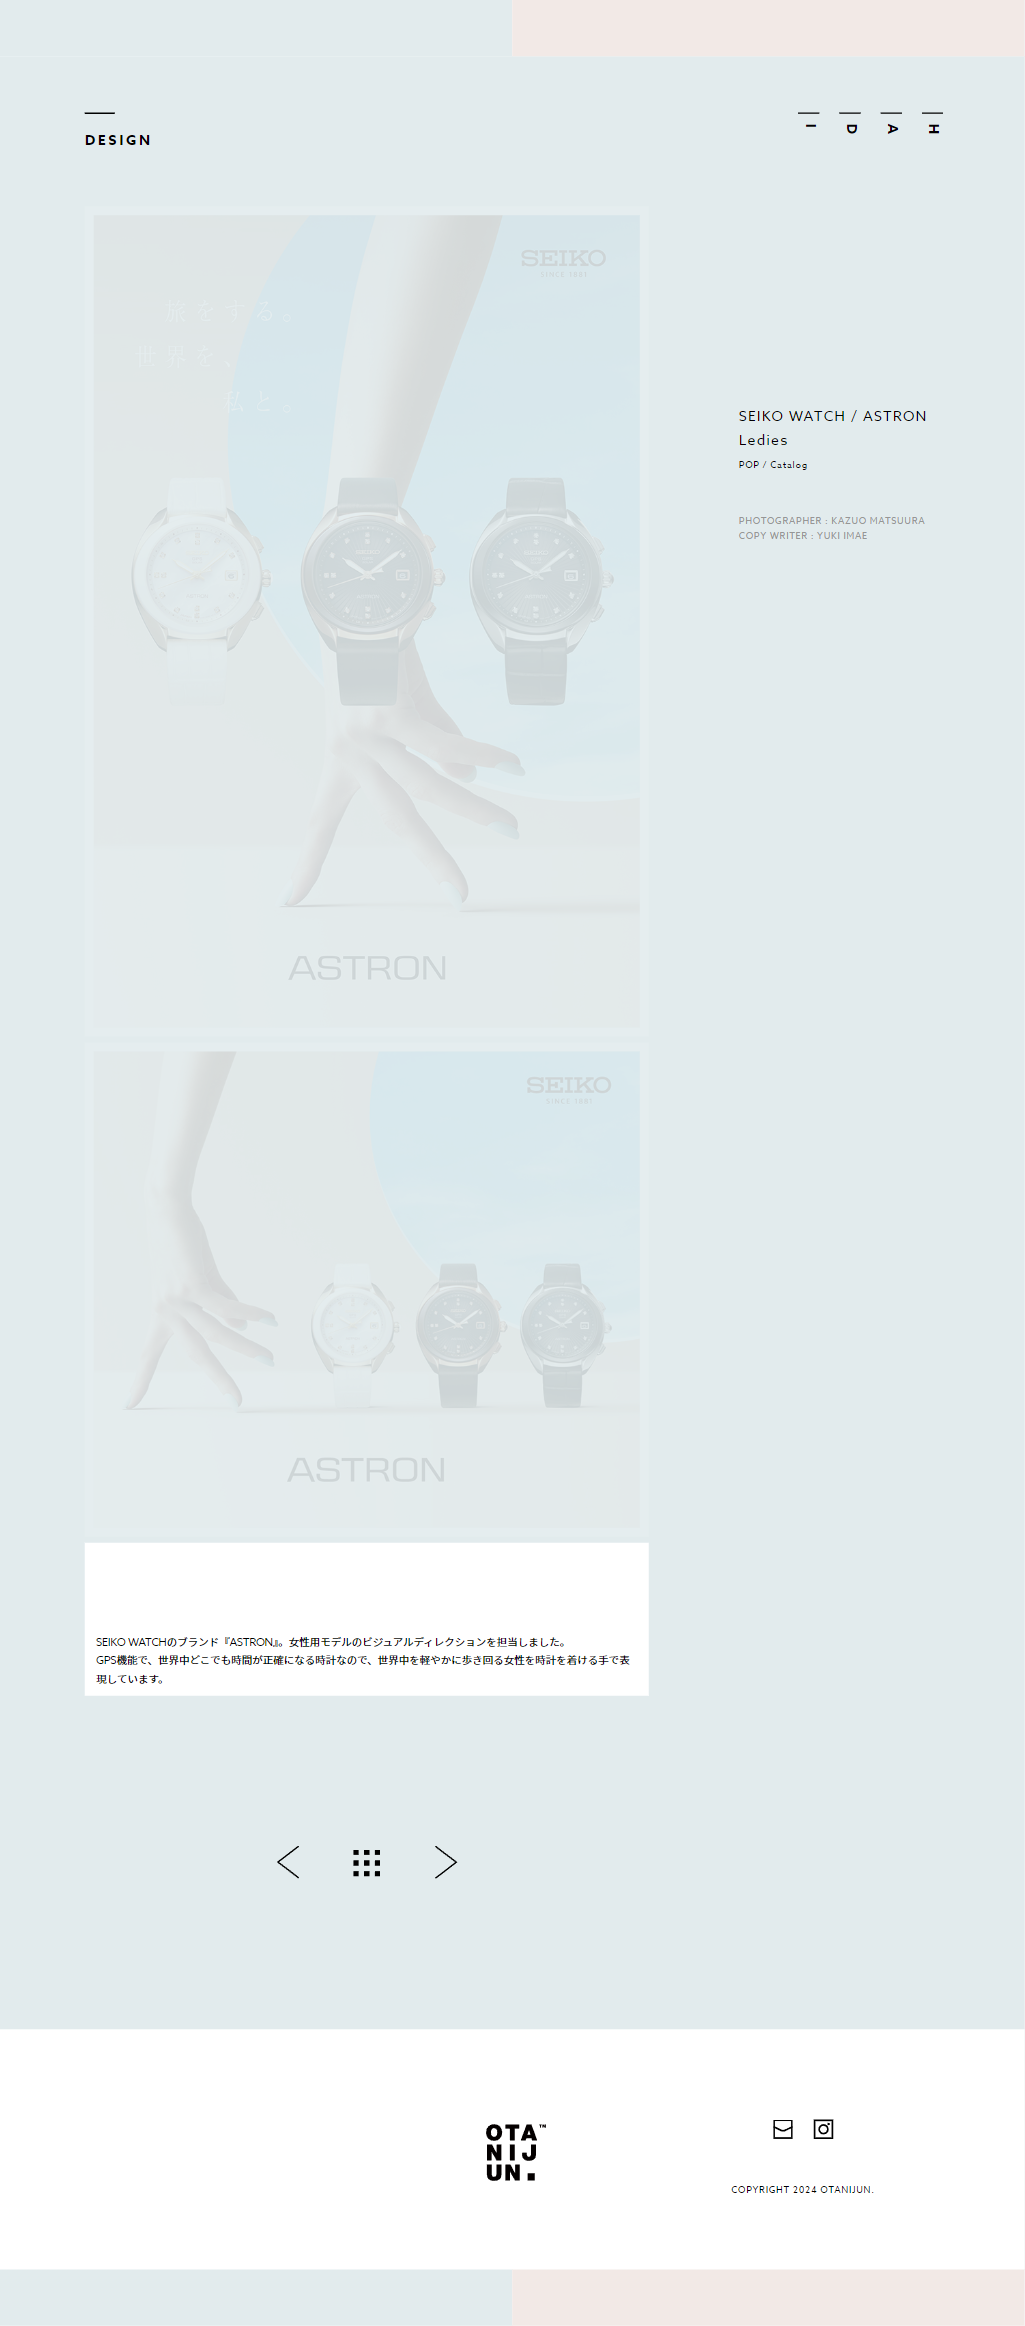 DESIGN
I D A H
SEIKO
SINCE 1881
旅をする。
世界を、
私と。
SEIKO WATCH / ASTRON
Ledies
POP / Catalog
PHOTOGRAPHER : KAZUO MATSUURA
COPY WRITER : YUKI IMAE
ASTRON
SEIKO
SINCE 1881
ASTRON
SEIKO WATCHのブランド『ASTRON』。女性用モデルのビジュアルディレクションを担当しました。
GPS機能で、世界中どこでも時間が正確になる時計なので、世界中を軽やかに歩き回る女性を時計を着ける手で表
現しています。
OTA™
NIJ
UN.
COPYRIGHT 2024 OTANIJUN.